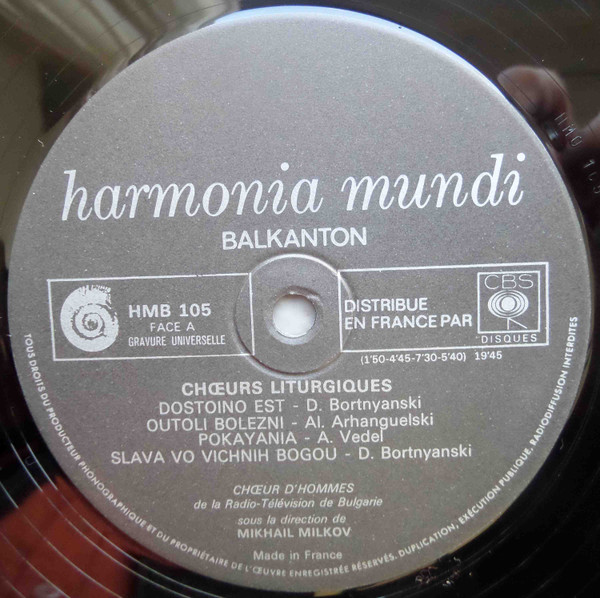 harmonia mundi
BALKANTON
HMB 105
FACE A
GRAVURE UNIVERSELLE
DISTRIBUE
EN FRANCE PAR
CBS
DISQUES
(1'50-4'45-7'30-5'40) 19'45
CHŒURS LITURGIQUES
DOSTOINO EST - D. Bortnyanski
OUTOLI BOLEZNI - Al. Arhanguelski
POKAYANIA - A. Vedel
SLAVA VO VICHNIH BOGOU - D. Bortnyanski
CHŒUR D'HOMMES
de la Radio-Télévision de Bulgarie
sous la direction de
MIKHAIL MILKOV
Made in France
TOUS DROITS DU PRODUCTEUR PHONOGRAPHIQUE ET DU PROPRIÉTAIRE DE L'ŒUVRE ENREGISTRÉE RÉSERVÉS. DUPLICATION, EXÉCUTION PUBLIQUE, RADIODIFFUSION INTERDITES